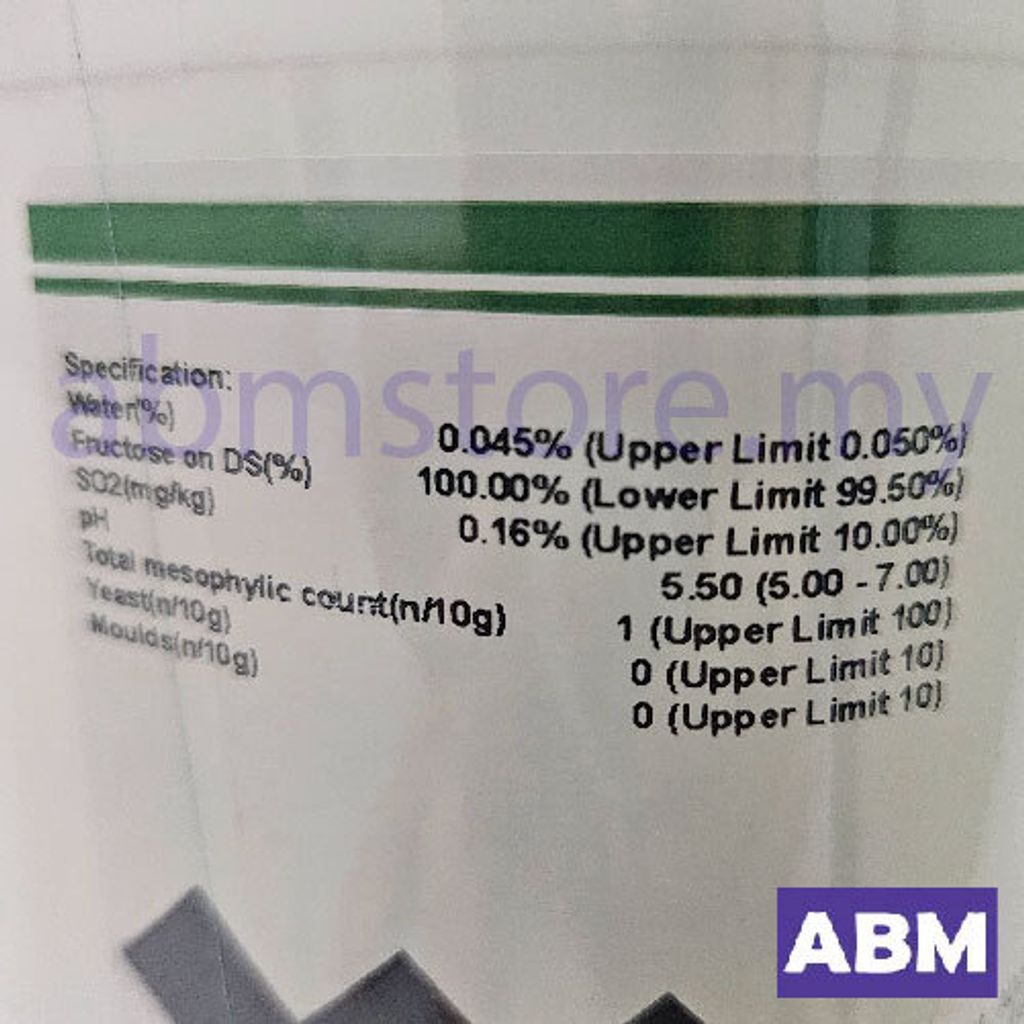 Specification:
Water(%) 0.045% (Upper Limit 0.050%)
Fructose on DS(%) 100.00% (Lower Limit 99.50%)
SO2(mg/kg) 0.16% (Upper Limit 10.00%)
pH 5.50 (5.00 - 7.00)
Total mesophylic count(n/10g) 1 (Upper Limit 100)
Yeast(n/10g) 0 (Upper Limit 10)
Moulds(n/10g) 0 (Upper Limit 10)
abmstore.my
ABM